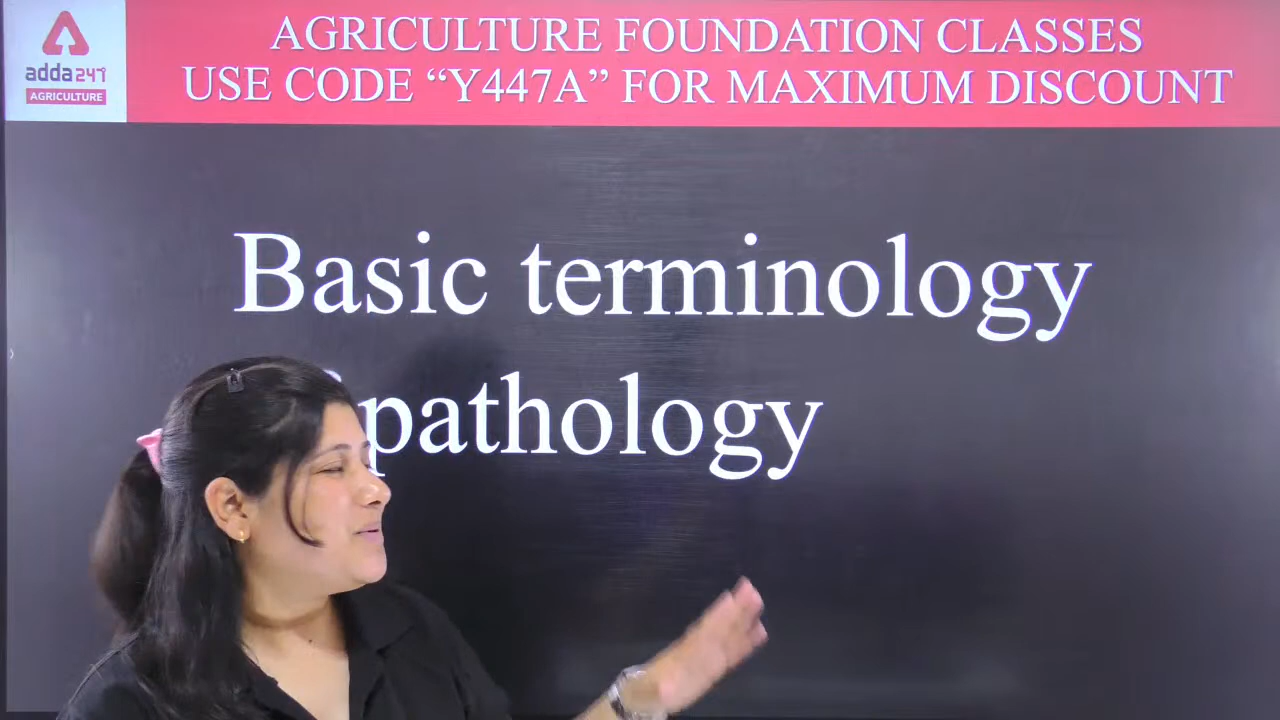 AGRICULTURE FOUNDATION CLASSES
USE CODE “Y447A” FOR MAXIMUM DISCOUNT
adda247
AGRICULTURE
Basic terminology
pathology